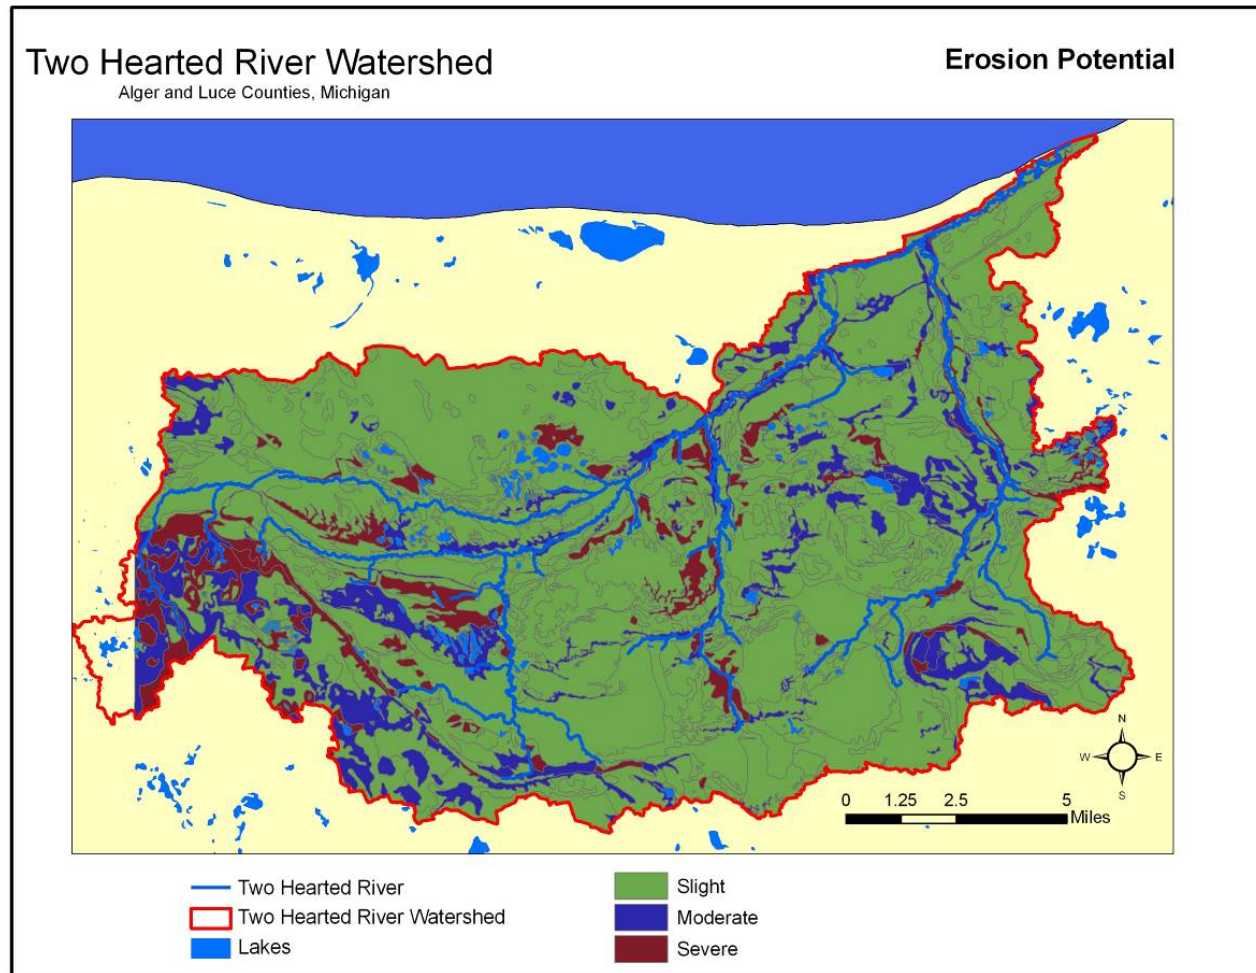 Two Hearted River Watershed
Alger and Luce Counties, Michigan
Erosion Potential
N
W E
S
0 1.25 2.5 5
Miles
Two Hearted River
Two Hearted River Watershed
Lakes
Slight
Moderate
Severe